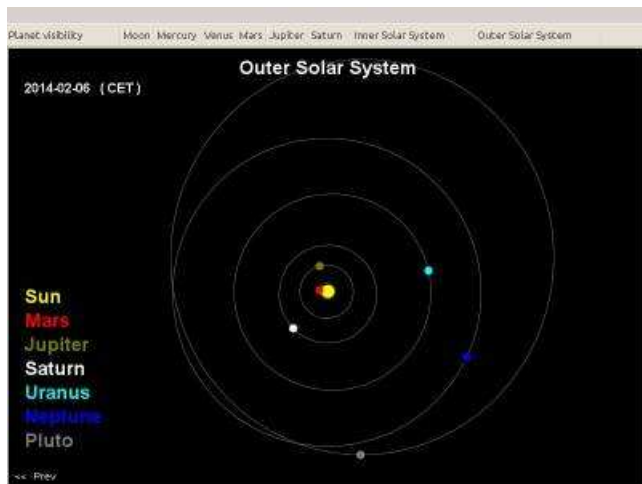 Planet visibility Moon Mercury Venus Mars Jupiter Saturn Inner Solar System Outer Solar System
Outer Solar System
2014-02-06 (CET)
Sun
Mars
Jupiter
Saturn
Uranus
Neptune
Pluto
<< Prev